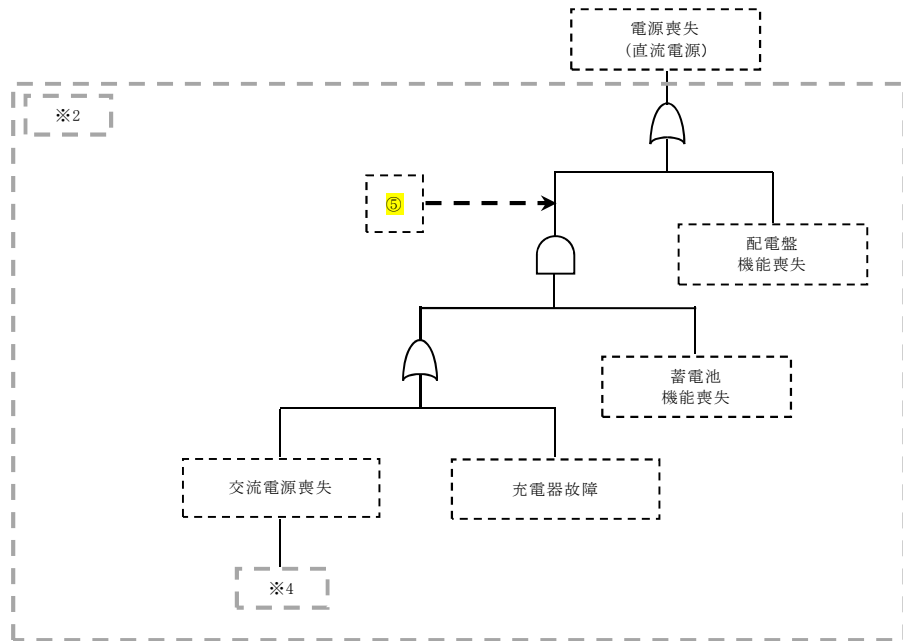 電源喪失
(直流電源)
※2
⑤
配電盤
機能喪失
蓄電池
機能喪失
交流電源喪失
充電器故障
※4